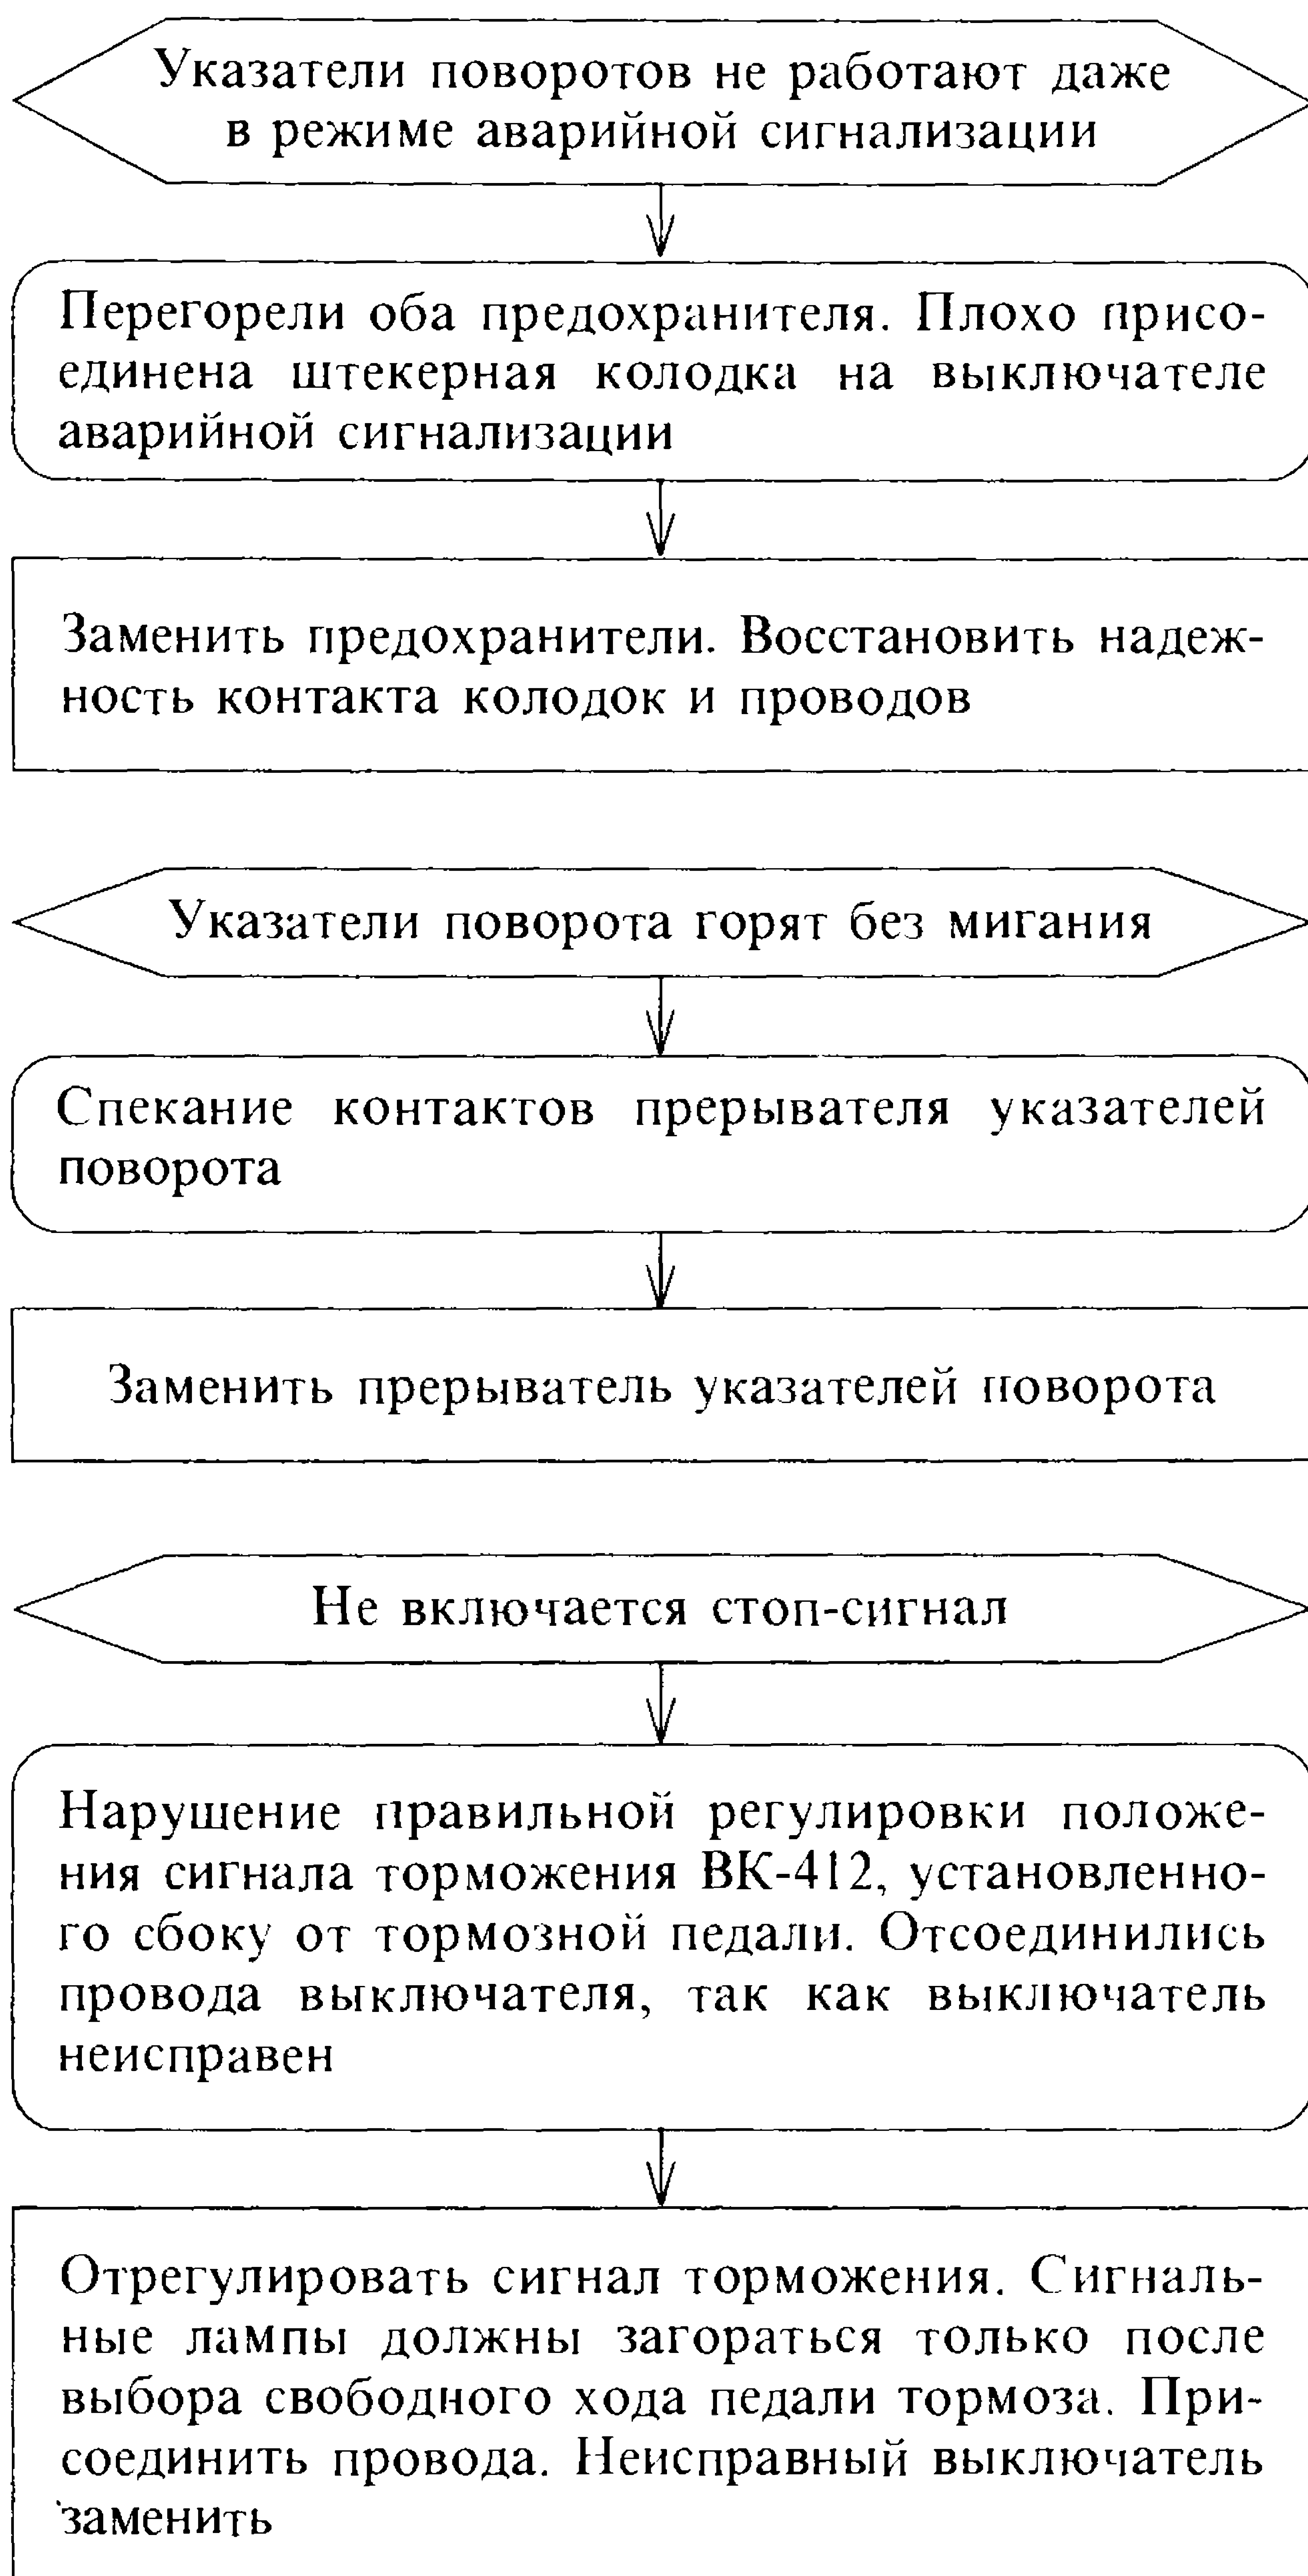 Указатели поворотов не работают даже
в режиме аварийной сигнализации
Перегорели оба предохранителя. Плохо присо-
единена штекерная колодка на выключателе
аварийной сигнализации
Заменить предохранители. Восстановить надеж-
ность контакта колодок и проводов
Указатели поворота горят без мигания
Спекание контактов прерывателя указателей
поворота
Заменить прерыватель указателей поворота
Не включается стоп-сигнал
Нарушение правильной регулировки положе-
ния сигнала торможения ВК-412, установленно-
го сбоку от тормозной педали. Отсоединились
провода выключателя, так как выключатель
неисправен
Отрегулировать сигнал торможения. Сигналь-
ные лампы должны загораться только после
выбора свободного хода педали тормоза. При-
соединить провода. Неисправный выключатель
заменить